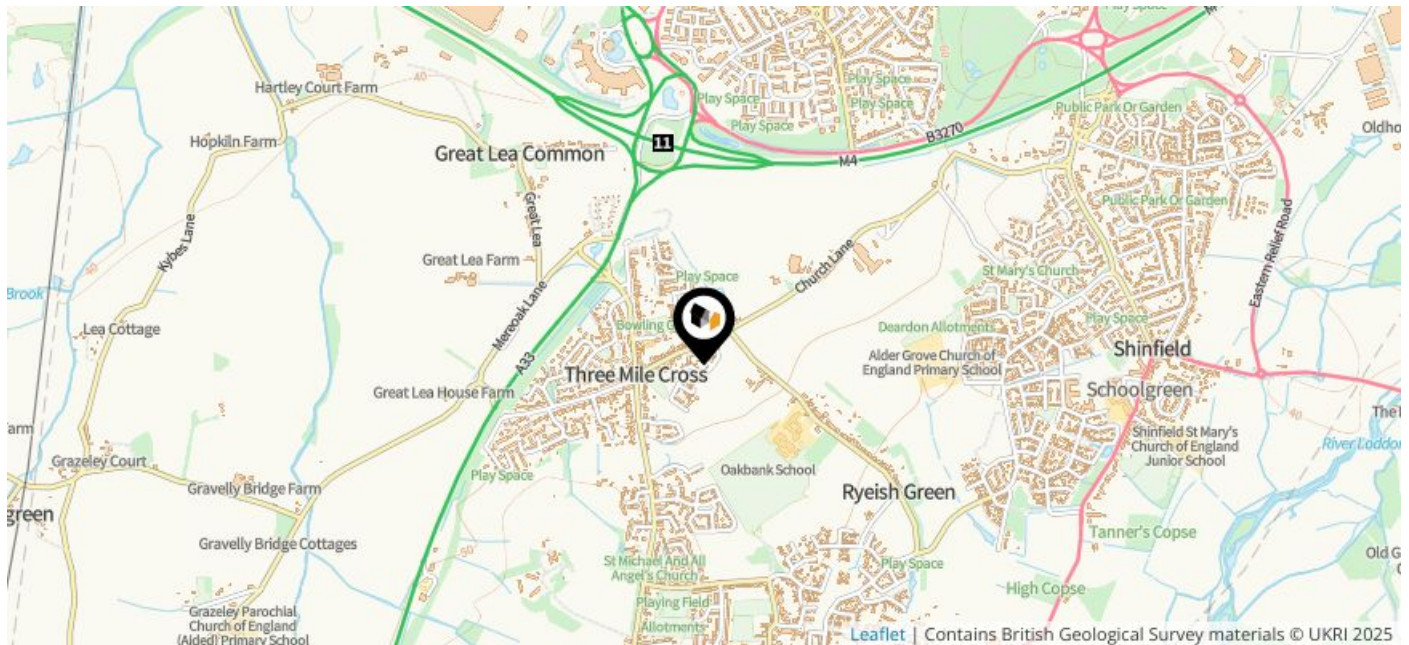 Play Space
Hartley Court Farm
Play Space
Play Space
Play Space
Play Space
Public Park Or Garden
Hopkiln Farm
Great Lea Common
11
B3270
M4
Public Park Or Garden
Great Lea
Kybes Lane
Eastern Relief Road
Great Lea Farm
Play Space
Church Lane
St Mary's Church
Brook
Lea Cottage
Mereoak Lane
Deardon Allotments
Play Space
A33
Three Mile Cross
Alder Grove Church of
England Primary School
Shinfield
Great Lea House Farm
Schoolgreen
Grazeley Court
Play Space
Oakbank School
Shinfield St Mary's
Church of England
Junior School
River Loddon
Gravelly Bridge Farm
Ryeish Green
green
Gravelly Bridge Cottages
Tanner's Copse
St Michael And All
Angel's Church
Play Space
High Copse
Grazeley Parochial
Church of England
(Aided) Primary School
Playing Field
Allotments
Leaflet | Contains British Geological Survey materials © UKRI 2025